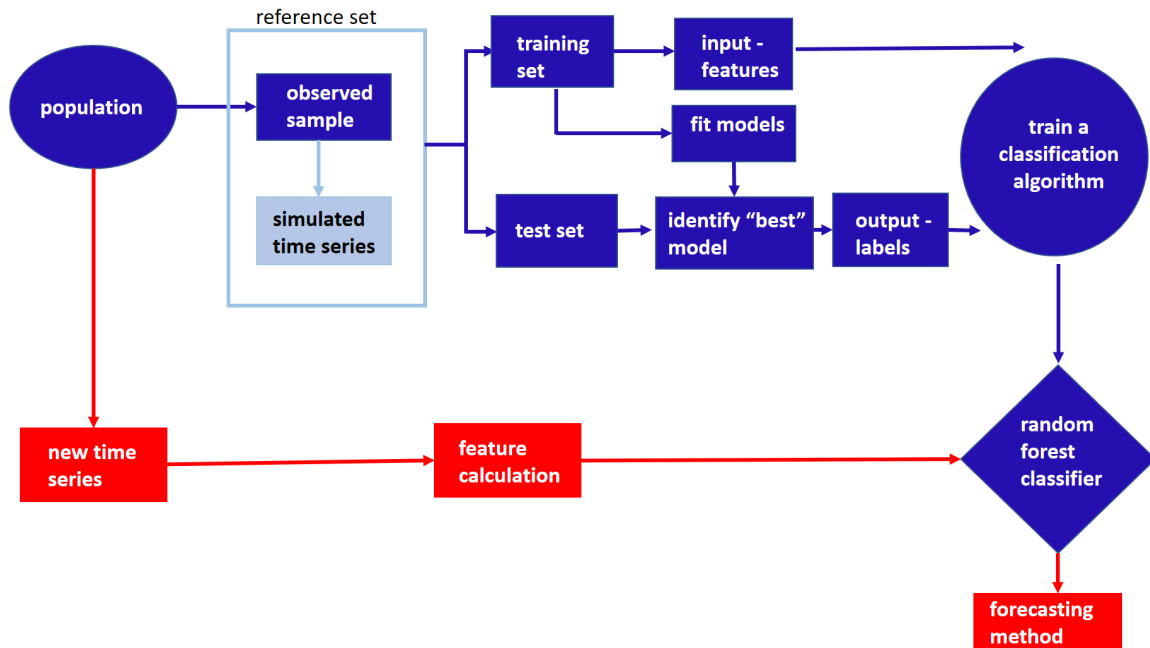 reference set
population
observed
sample
simulated
time series
training
set
input -
features
fit models
test set
identify “best”
model
output -
labels
train a
classification
algorithm
new time
series
feature
calculation
random
forest
classifier
forecasting
method